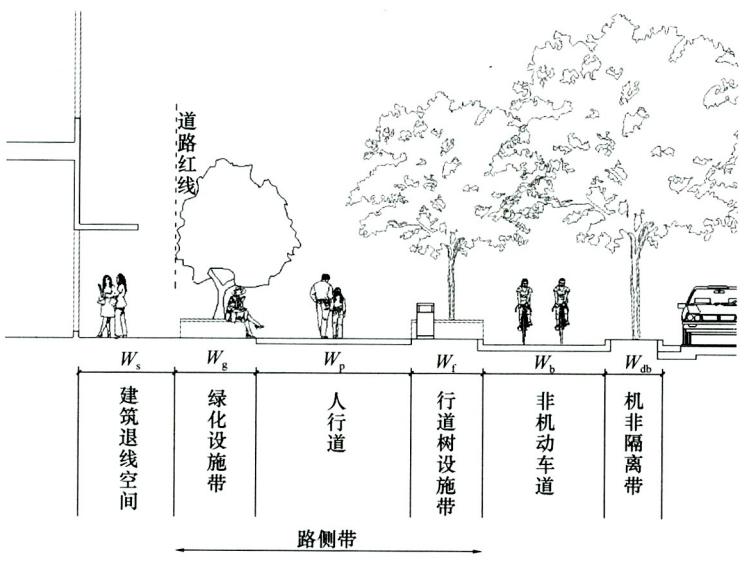 道路红线
Ws
Wg
Wp
Wf
Wb
Wdb
建筑退线空间
绿化设施带
人行道
行道树设施带
非机动车道
机非隔离带
路侧带